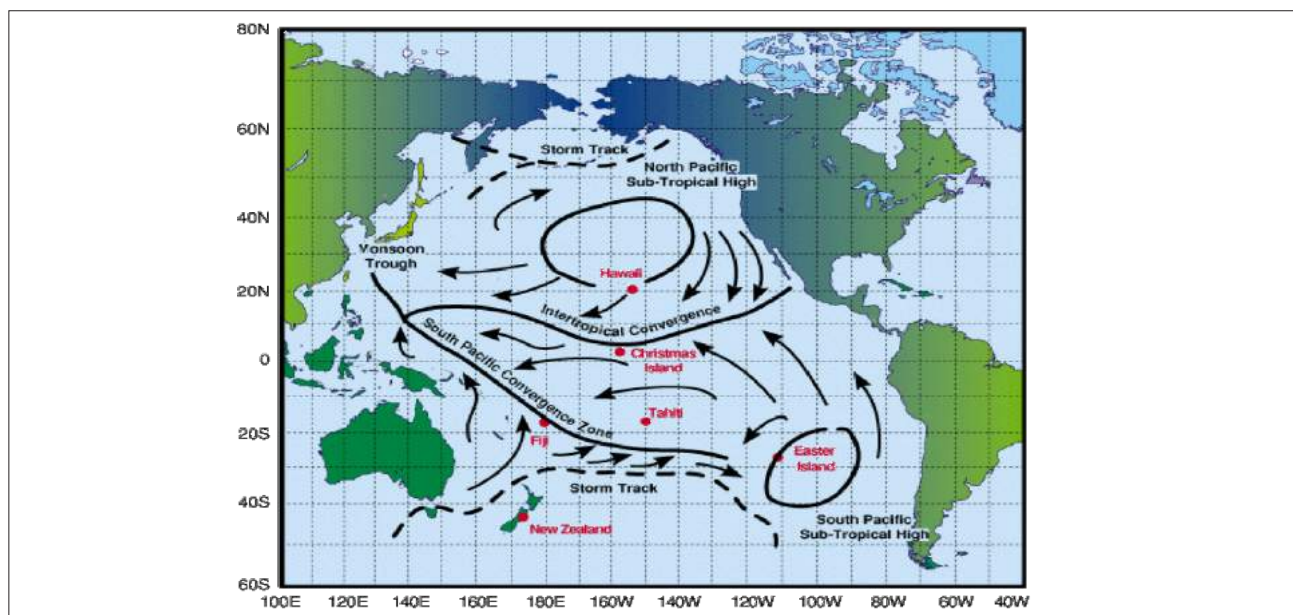 80N
60N
Storm Track
North Pacific
Sub-Tropical High
40N
Monsoon
Trough
Hawaii
20N
Intertropical Convergence
South Pacific Convergence Zone
Christmas
Island
0
Tahiti
Fiji
20S
Easter
Island
Storm Track
40S
South Pacific
Sub-Tropical High
New Zealand
60S
100E 120E 140E 160E 180E 160W 140W 120W 100W 80W 60W 40W